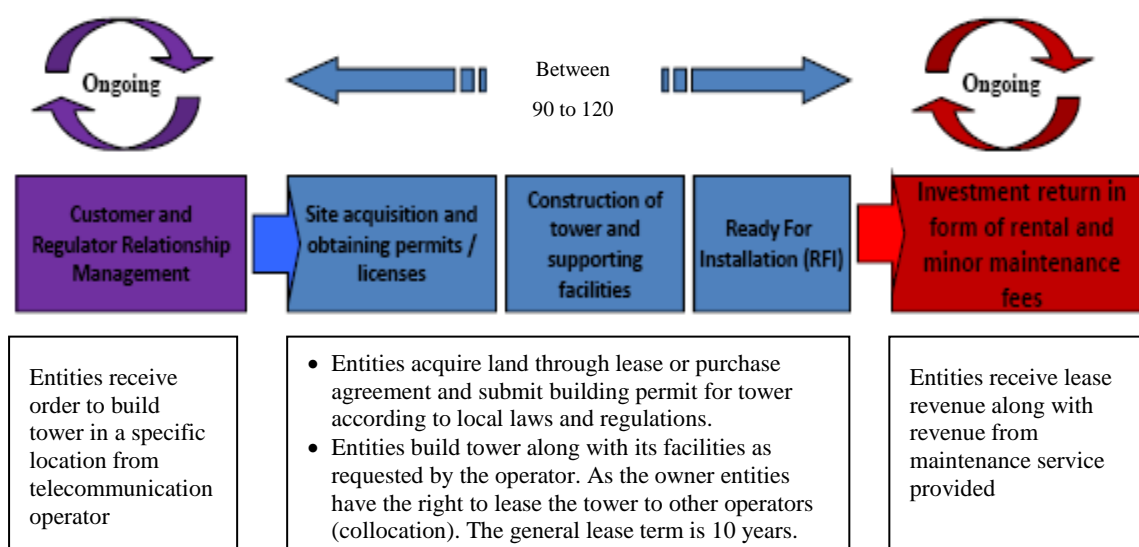 Ongoing
Between
90 to 120
Ongoing
Customer and
Regulator Relationship
Management
Site acquisition and
obtaining permits /
licenses
Construction of
tower and
supporting
facilities
Ready For
Installation (RFI)
Investment return in
form of rental and
minor maintenance
fees
Entities receive
order to build
tower in a specific
location from
telecommunication
operator
• Entities acquire land through lease or purchase
agreement and submit building permit for tower
according to local laws and regulations.
• Entities build tower along with its facilities as
requested by the operator. As the owner entities
have the right to lease the tower to other operators
(collocation). The general lease term is 10 years.
Entities receive lease
revenue along with
revenue from
maintenance service
provided